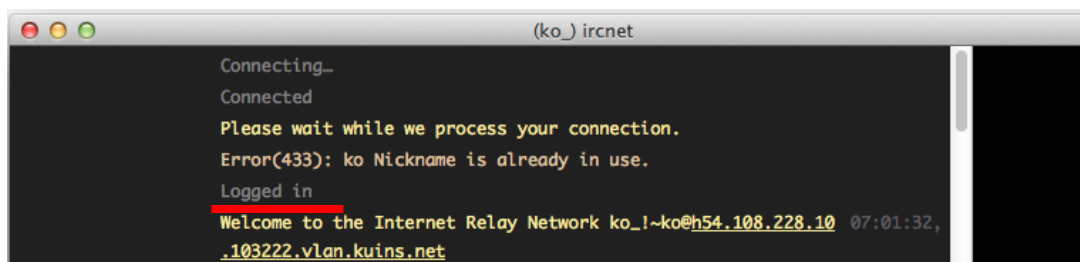 (ko_) ircnet
Connecting…
Connected
Please wait while we process your connection.
Error(433): ko Nickname is already in use.
Logged in
Welcome to the Internet Relay Network ko_!~ko@h54.108.228.10 07:01:32,
.103222.vlan.kuins.net